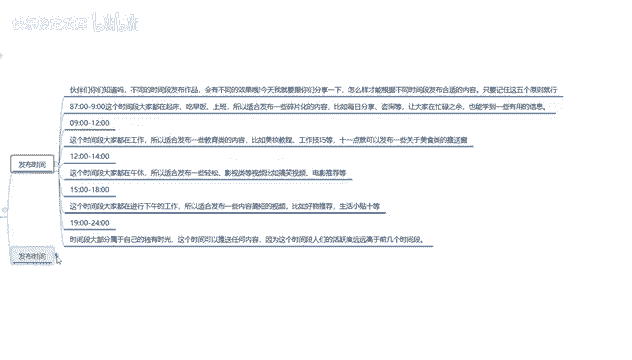 伙伴们你们知道吗，不同的时间段发布作品，会有不同的效果哦!今天我就要跟你们分享一下，怎么样才能根据不同时间段发布合适的内容。只要记住这五个原则就行
87:00-9:00这个时间段大家都在起床、吃早饭、上班，所以适合发布一些碎片化的内容，比如每日分享、咨询等，让大家在忙碌之余，也能学到一些有用的信息。
09:00-12:00
这个时间段大家都在工作，所以适合发布一些教育类的内容，比如美妆教程、工作技巧等，十一点就可以发布一些关于美食类的推送窗
12:00-14:00
发布时间
这个时间段大家都在午休，所以适合发布一些轻松、影视类等视频比如搞笑视频、电影推荐等
15:00-18:00
这个时间段大家都在进行下午的工作，所以适合发布一些内容简短的视频。比如好物推荐，生活小贴士等
19:00-24:00
时间段大部分属于自己的独有时光，这个时间可以推送任何内容，因为这个时间段人们的活跃度远远高于前几个时间段。
发布时间